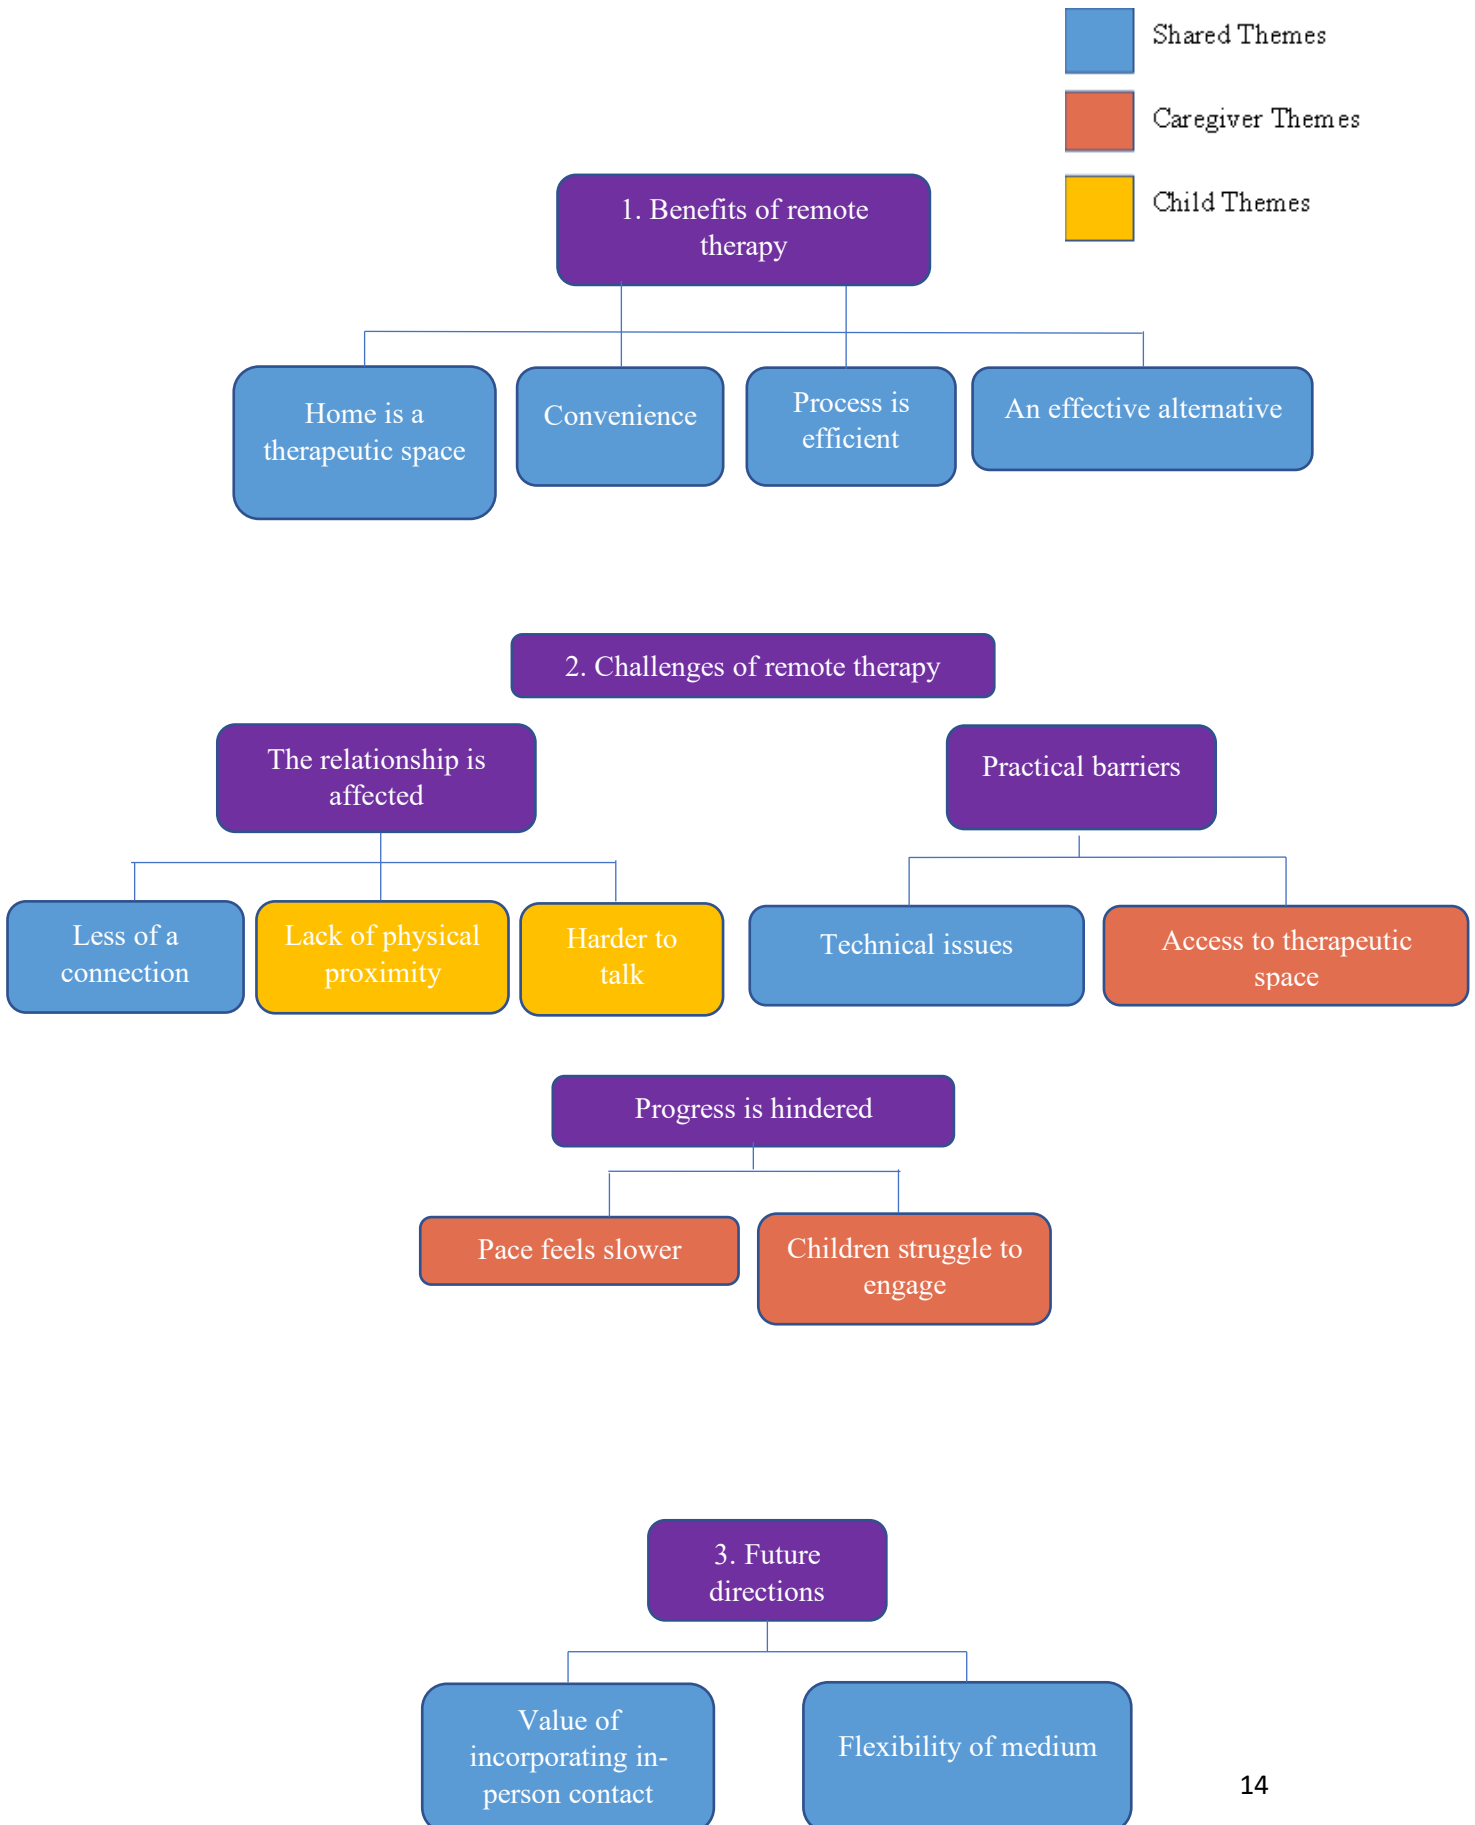 Shared Themes
Caregiver Themes
Child Themes
1. Benefits of remote
therapy
Home is a
therapeutic space
Convenience
Process is
efficient
An effective alternative
2. Challenges of remote therapy
The relationship is
affected
Practical barriers
Less of a
connection
Lack of physical
proximity
Harder to
talk
Technical issues
Access to therapeutic
space
Progress is hindered
Pace feels slower
Children struggle to
engage
3. Future
directions
Value of
incorporating in-
person contact
Flexibility of medium
14